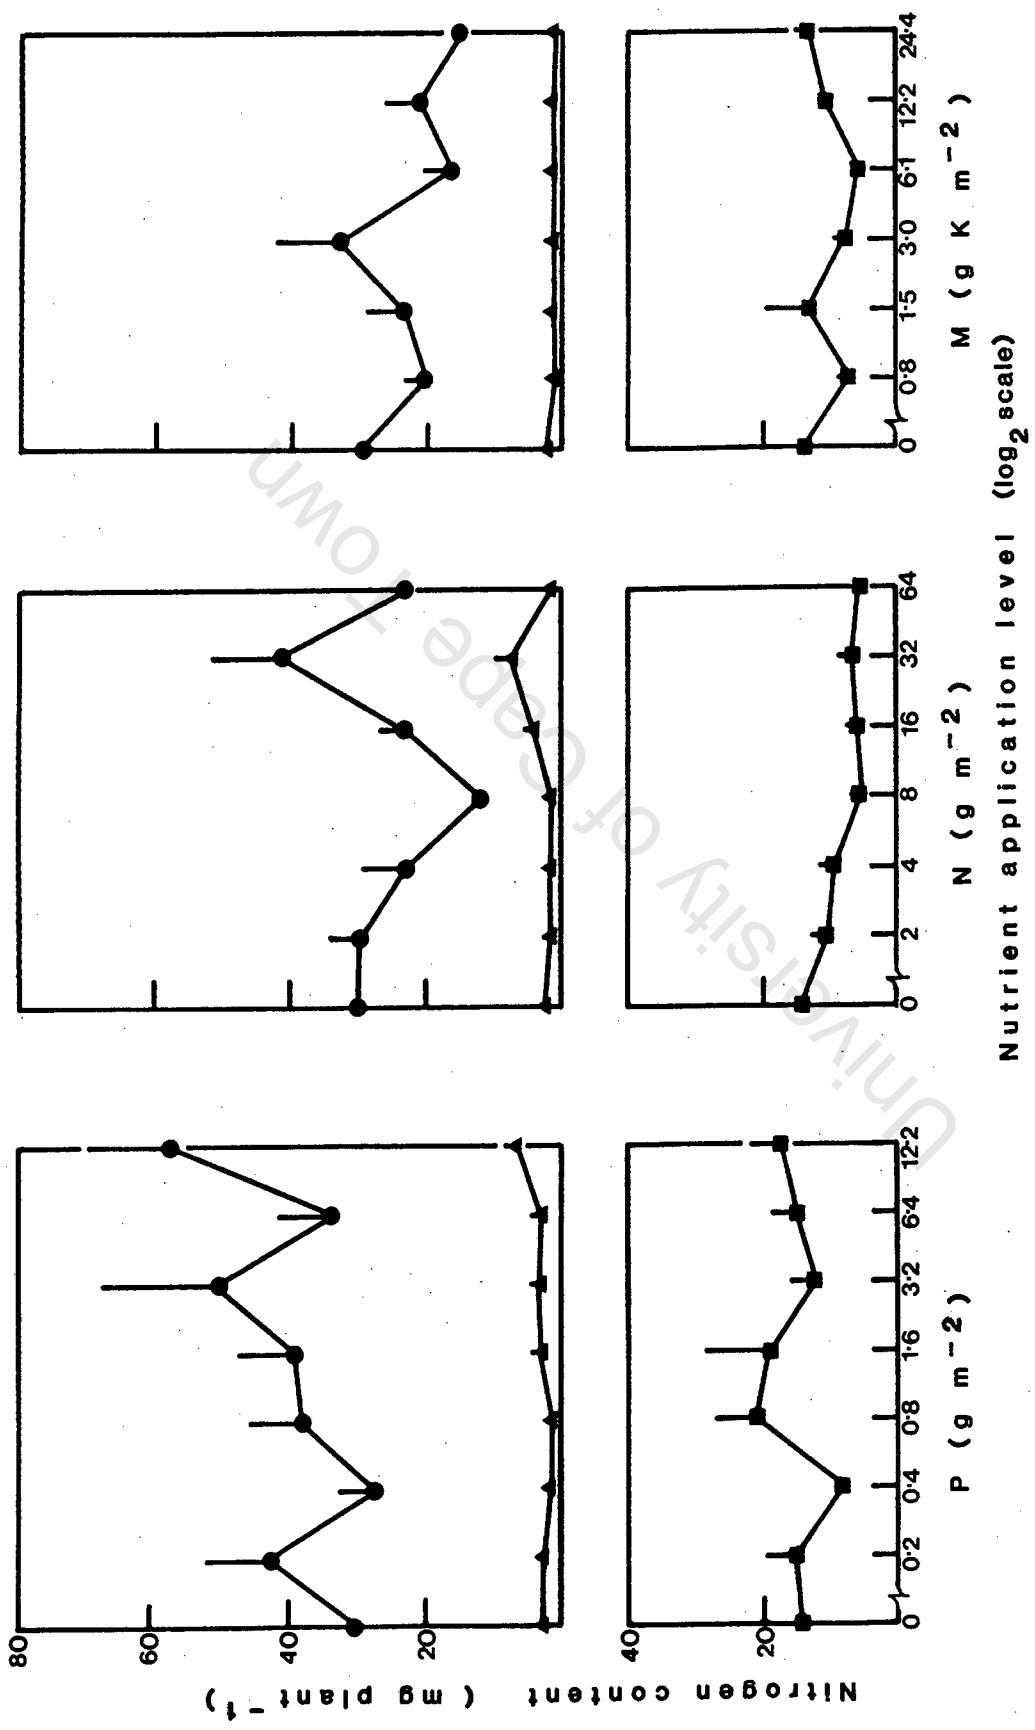 Nitrogen content (mg plant⁻¹)
80
60
40
20
40
20
0 0·2 0·4 0·8 1·6 3·2 6·4 12·2
P (g m⁻²)
0 2 4 8 16 32 64
N (g m⁻²)
0 0·8 1·5 3·0 6·1 12·2 24·4
M (g K m⁻²)
Nutrient application level (log₂ scale)
University of Cape Town